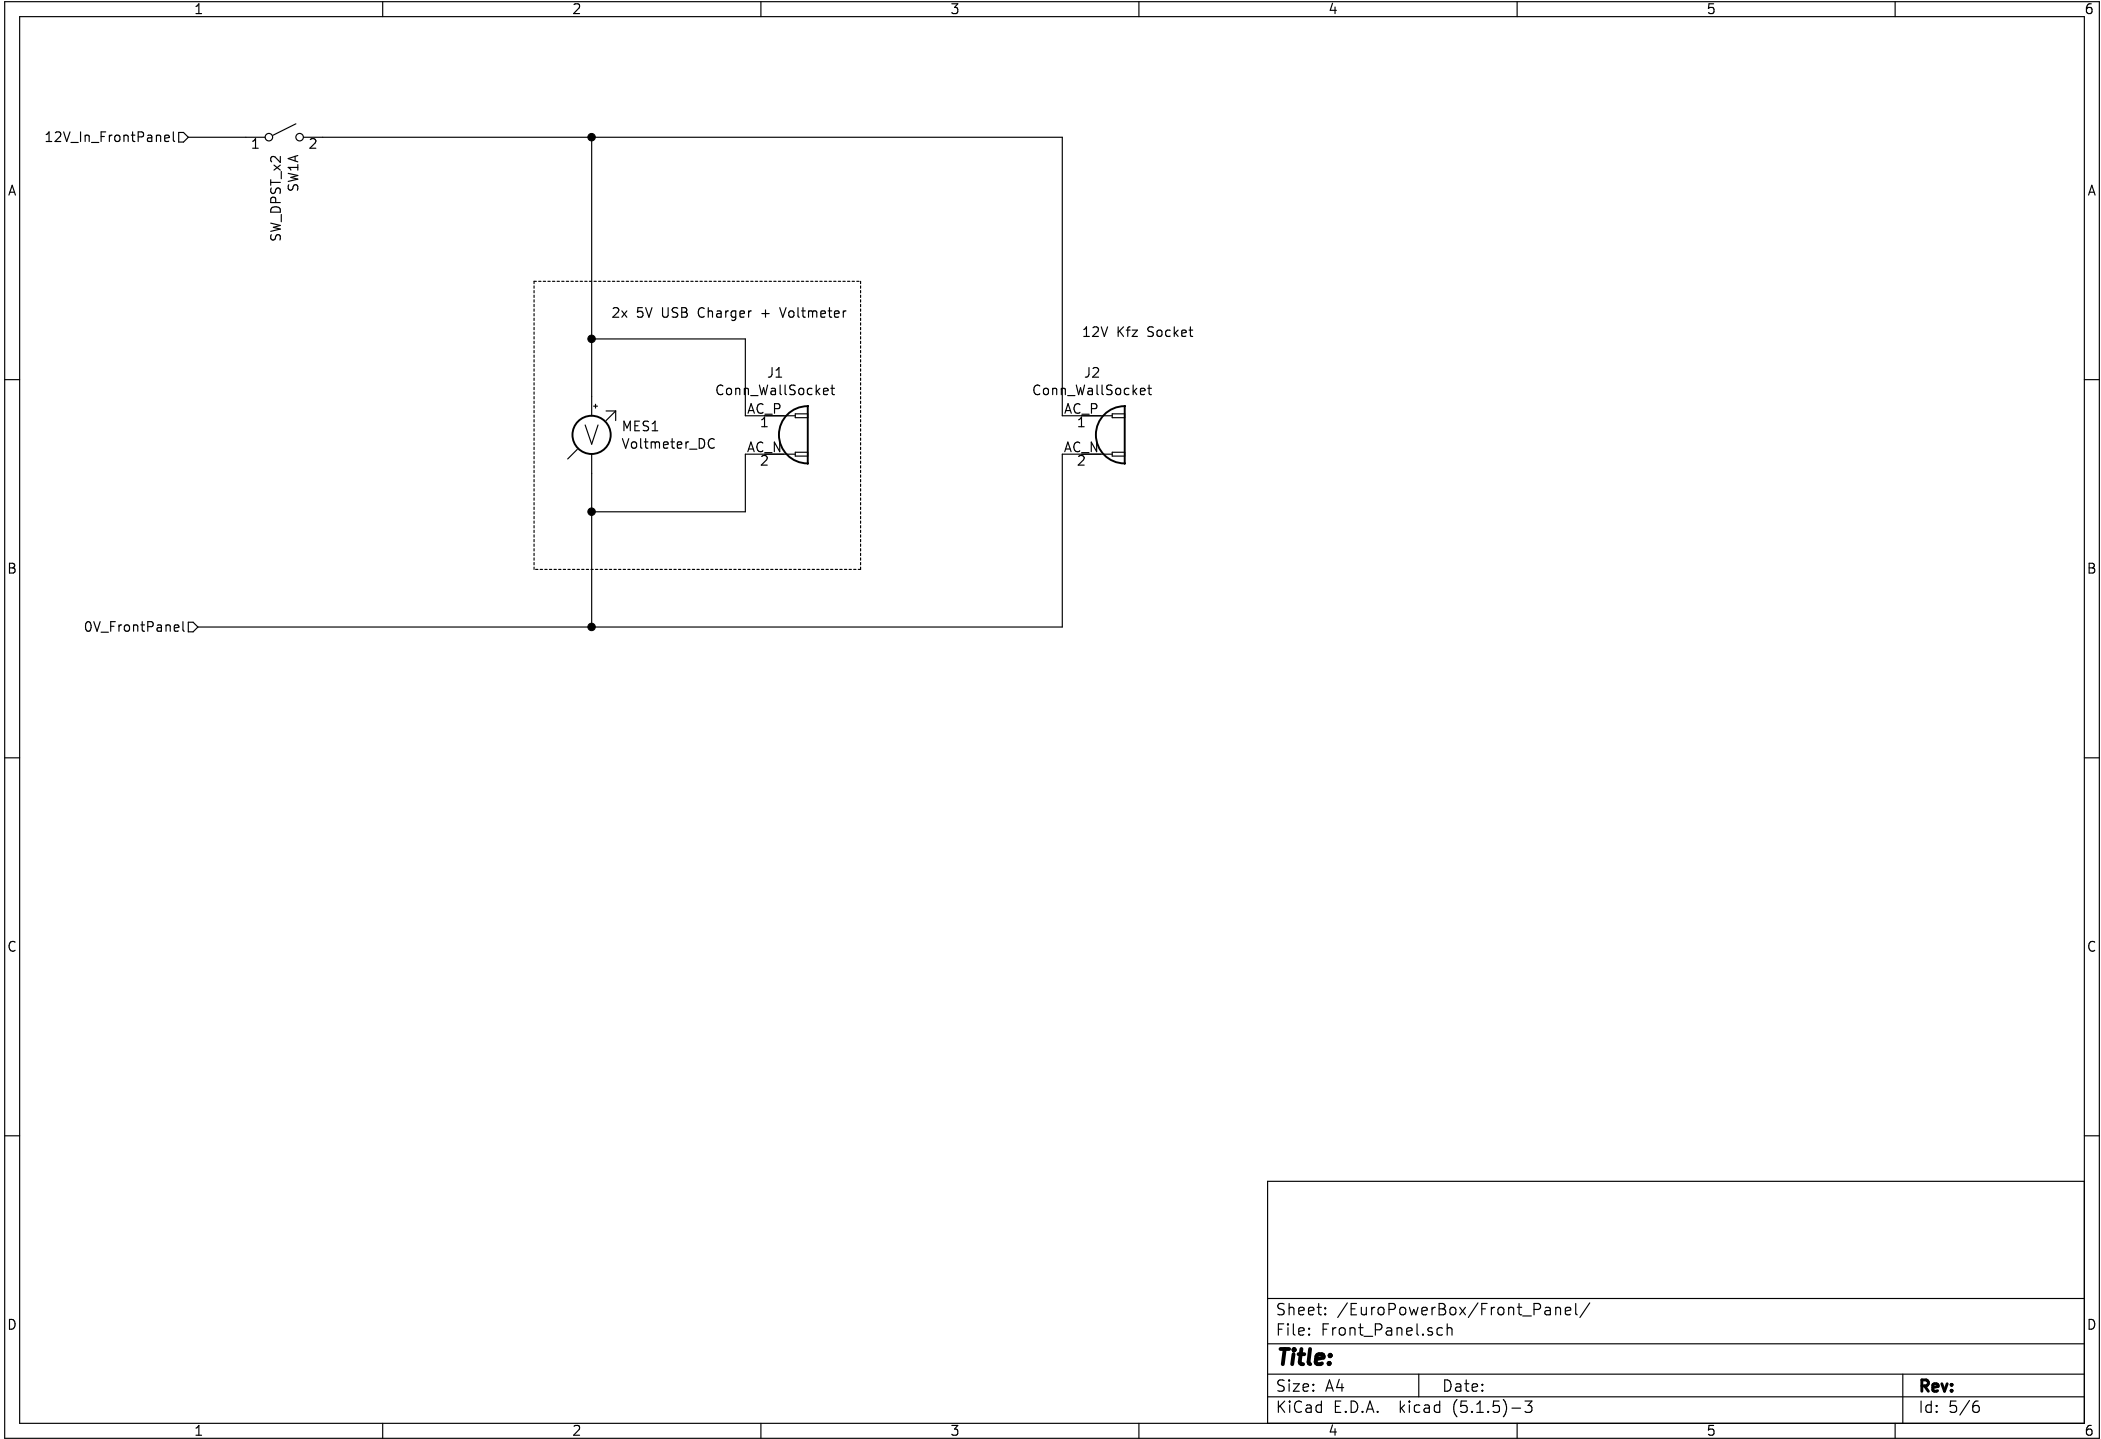 1 2 3 4 5 6
12V_In_FrontPanel
1
2
SW_DPST_x2
SW1A
A
A
2x 5V USB Charger + Voltmeter
12V Kfz Socket
J1
Conn_WallSocket
J2
Conn_WallSocket
+
AC_P
1
AC_P
1
V
MES1
Voltmeter_DC
AC_N
2
AC_N
2
B
B
0V_FrontPanel
C
C
Sheet: /EuroPowerBox/Front_Panel/
File: Front_Panel.sch
D
D
Title:
Size: A4
Date:
Rev:
KiCad E.D.A. kicad (5.1.5)-3
Id: 5/6
1 2 3 4 5 6